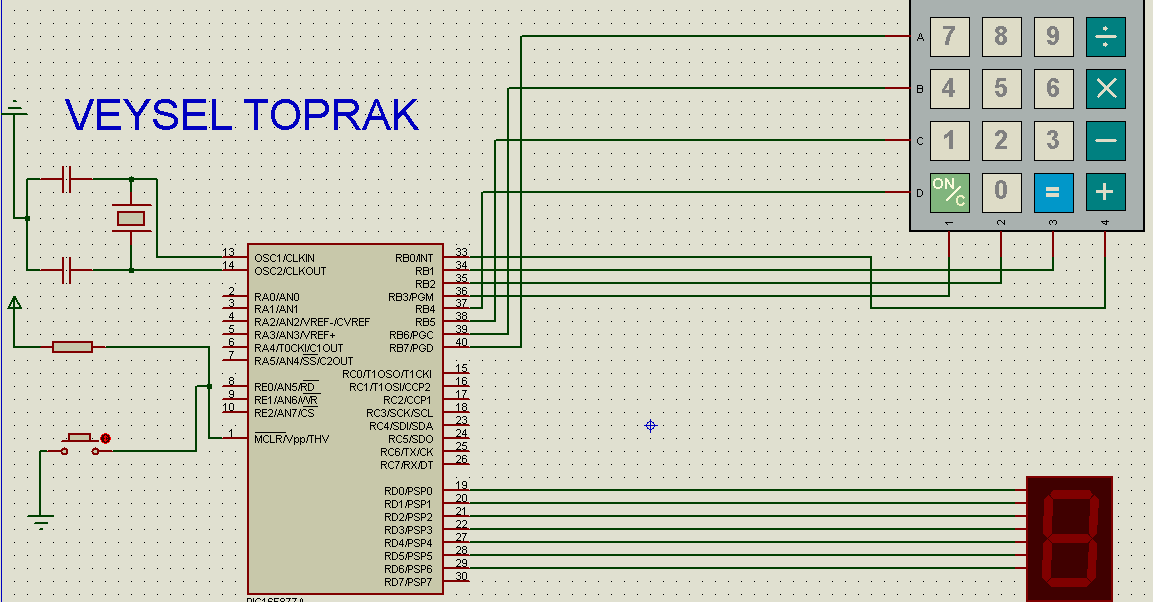 VEYSEL TOPRAK
A
7
8
9
÷
B
4
5
6
×
C
1
2
3
−
D
ON/C
0
=
+
1
2
3
4
13
OSC1/CLKIN
14
OSC2/CLKOUT
2
RA0/AN0
3
RA1/AN1
4
RA2/AN2/VREF-/CVREF
5
RA3/AN3/VREF+
6
RA4/T0CKI/C1OUT
7
RA5/AN4/SS/C2OUT
8
RE0/AN5/RD
9
RE1/AN6/WR
10
RE2/AN7/CS
1
MCLR/Vpp/THV
RB0/INT
33
RB1
34
RB2
35
RB3/PGM
36
RB4
37
RB5
38
RB6/PGC
39
RB7/PGD
40
RC0/T1OSO/T1CKI
15
RC1/T1OSI/CCP2
16
RC2/CCP1
17
RC3/SCK/SCL
18
RC4/SDI/SDA
23
RC5/SDO
24
RC6/TX/CK
25
RC7/RX/DT
26
RD0/PSP0
19
RD1/PSP1
20
RD2/PSP2
21
RD3/PSP3
22
RD4/PSP4
27
RD5/PSP5
28
RD6/PSP6
29
RD7/PSP7
30
PIC16F877A